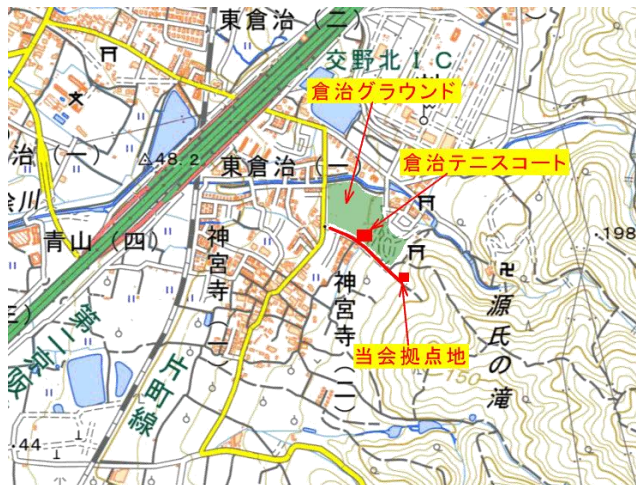 東倉治(二)
交野北IC
倉治グラウンド
治(一)
48.2
東倉治(一)
倉治テニスコート
川
青山(四)
神宮寺(一)
神宮寺(二)
198
源氏の滝
第二京阪
片町線
当会拠点地
150
44